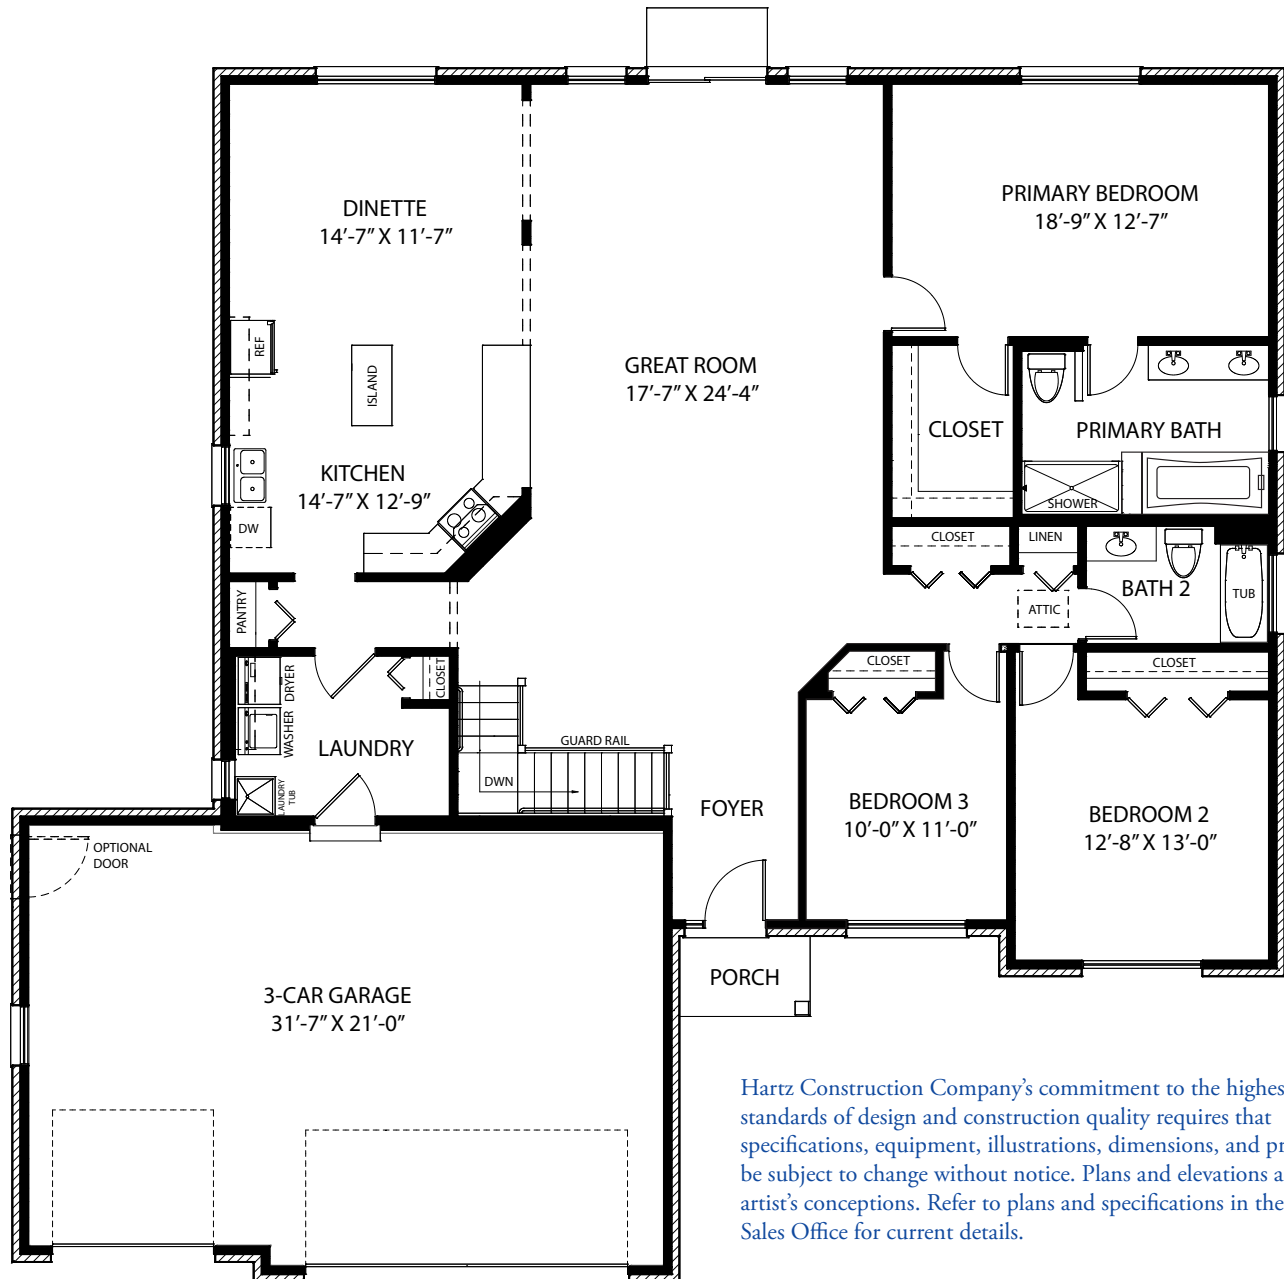 DINETTE
14'-7" X 11'-7"
PRIMARY BEDROOM
18'-9" X 12'-7"
REF
ISLAND
GREAT ROOM
17'-7" X 24'-4"
CLOSET
PRIMARY BATH
KITCHEN
14'-7" X 12'-9"
SHOWER
DW
CLOSET
LINEN
BATH 2
TUB
PANTRY
ATTIC
CLOSET
CLOSET
CLOSET
DRYER
WASHER
LAUNDRY
GUARD RAIL
LAUNDRY
TUB
DWN
FOYER
BEDROOM 3
10'-0" X 11'-0"
BEDROOM 2
12'-8" X 13'-0"
OPTIONAL
DOOR
PORCH
3-CAR GARAGE
31'-7" X 21'-0"
Hartz Construction Company's commitment to the highes
standards of design and construction quality requires that
specifications, equipment, illustrations, dimensions, and pr
be subject to change without notice. Plans and elevations a
artist's conceptions. Refer to plans and specifications in the
Sales Office for current details.